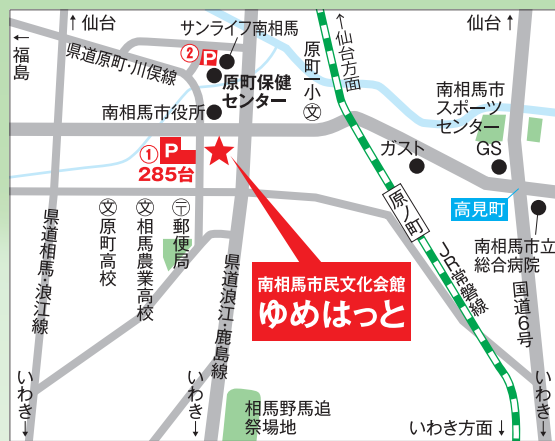 ↑仙台
サンライフ南相馬
↑仙台方面
仙台↑
←福島
県道原町・川俣線
② P
原町保健
センター
原町一小 文
南相馬市
スポーツ
センター
南相馬市役所
① P
285台
ガスト
GS
高見町
原ノ町
南相馬市立
総合病院
県道相馬・浪江線
文 原町高校
文 相馬農業高校
〒 郵便局
県道浪江・鹿島線
南相馬市民文化会館
ゆめはっと
JR常磐線
国道6号
いわき↓
いわき↓
相馬野馬追
祭場地
いわき方面↓
いわき↓